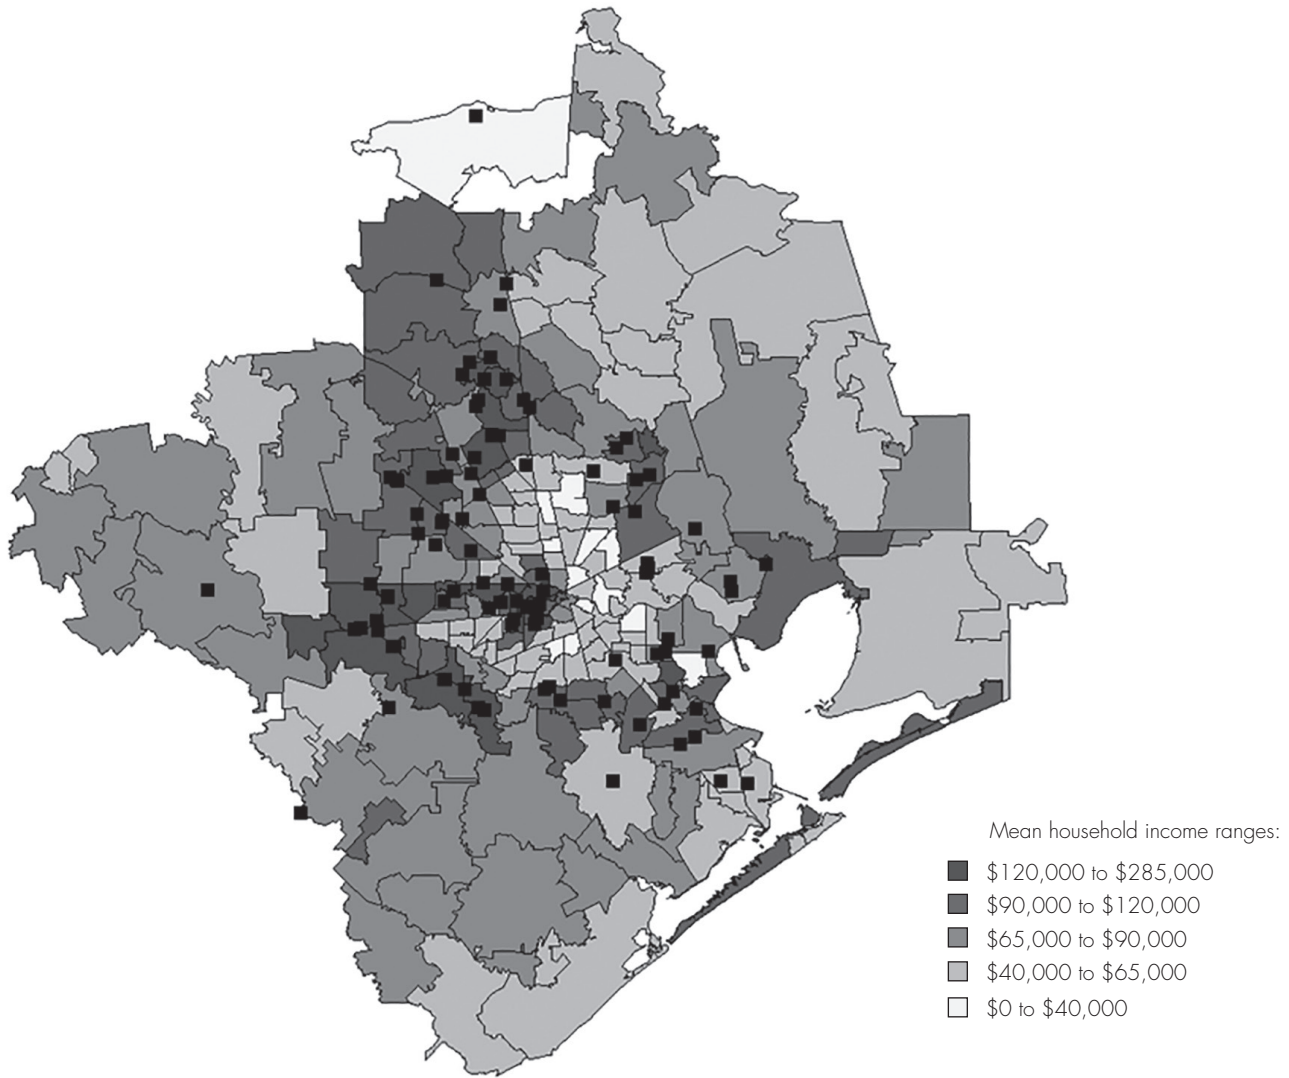 Mean household income ranges:
$120,000 to $285,000
$90,000 to $120,000
$65,000 to $90,000
$40,000 to $65,000
$0 to $40,000